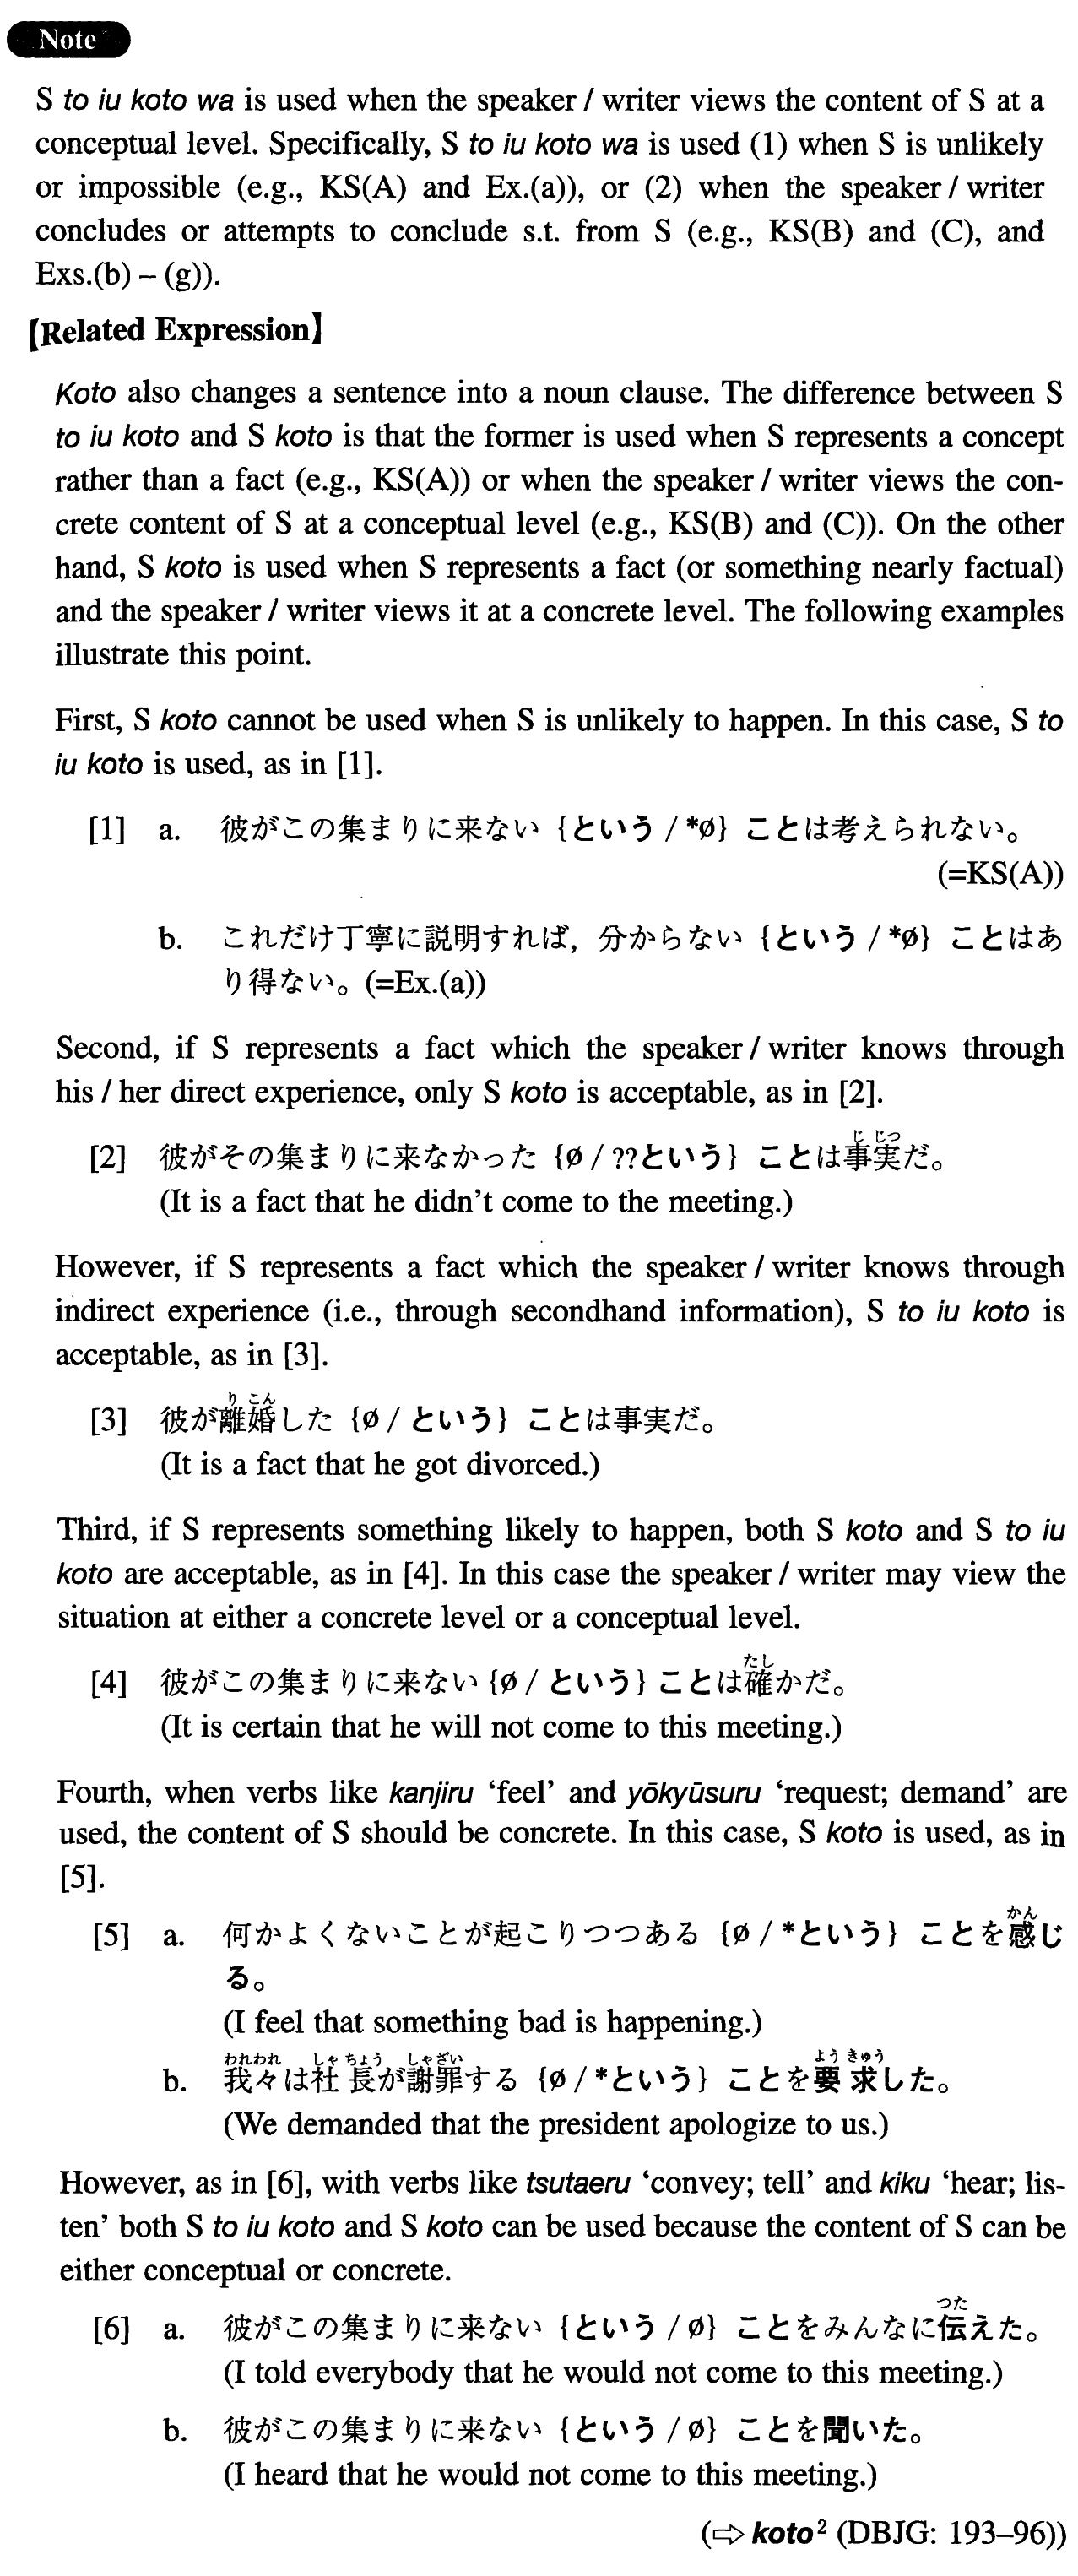 Note
S to iu koto wa is used when the speaker / writer views the content of S at a
conceptual level. Specifically, S to iu koto wa is used (1) when S is unlikely
or impossible (e.g., KS(A) and Ex.(a)), or (2) when the speaker / writer
concludes or attempts to conclude s.t. from S (e.g., KS(B) and (C), and
Exs.(b) – (g)).
【Related Expression】
Koto also changes a sentence into a noun clause. The difference between S
to iu koto and S koto is that the former is used when S represents a concept
rather than a fact (e.g., KS(A)) or when the speaker / writer views the con-
crete content of S at a conceptual level (e.g., KS(B) and (C)). On the other
hand, S koto is used when S represents a fact (or something nearly factual)
and the speaker / writer views it at a concrete level. The following examples
illustrate this point.
First, S koto cannot be used when S is unlikely to happen. In this case, S to
iu koto is used, as in [1].
[1] a. 彼がこの集まりに来ない {という / *ø} ことは考えられない。
(=KS(A))
b. これだけ丁寧に説明すれば，分からない {という / *ø} ことはあ
り得ない。(=Ex.(a))
Second, if S represents a fact which the speaker / writer knows through
his / her direct experience, only S koto is acceptable, as in [2].
じ じつ
[2] 彼がその集まりに来なかった {ø / ??という} ことは事実だ。
(It is a fact that he didn't come to the meeting.)
However, if S represents a fact which the speaker / writer knows through
indirect experience (i.e., through secondhand information), S to iu koto is
acceptable, as in [3].
り こん
[3] 彼が離婚した {ø / という} ことは事実だ。
(It is a fact that he got divorced.)
Third, if S represents something likely to happen, both S koto and S to iu
koto are acceptable, as in [4]. In this case the speaker / writer may view the
situation at either a concrete level or a conceptual level.
たし
[4] 彼がこの集まりに来ない {ø / という} ことは確かだ。
(It is certain that he will not come to this meeting.)
Fourth, when verbs like kanjiru 'feel' and yōkyūsuru 'request; demand' are
used, the content of S should be concrete. In this case, S koto is used, as in
[5].
かん
[5] a. 何かよくないことが起こりつつある {ø / *という} ことを感じ
る。
(I feel that something bad is happening.)
われわれ しゃ ちょう しゃざい よう きゅう
b. 我々は社長が謝罪する {ø / *という} ことを要求した。
(We demanded that the president apologize to us.)
However, as in [6], with verbs like tsutaeru 'convey; tell' and kiku 'hear; lis-
ten' both S to iu koto and S koto can be used because the content of S can be
either conceptual or concrete.
つた
[6] a. 彼がこの集まりに来ない {という / ø} ことをみんなに伝えた。
(I told everybody that he would not come to this meeting.)
b. 彼がこの集まりに来ない {という / ø} ことを聞いた。
(I heard that he would not come to this meeting.)
(⇨ koto² (DBJG: 193–96))